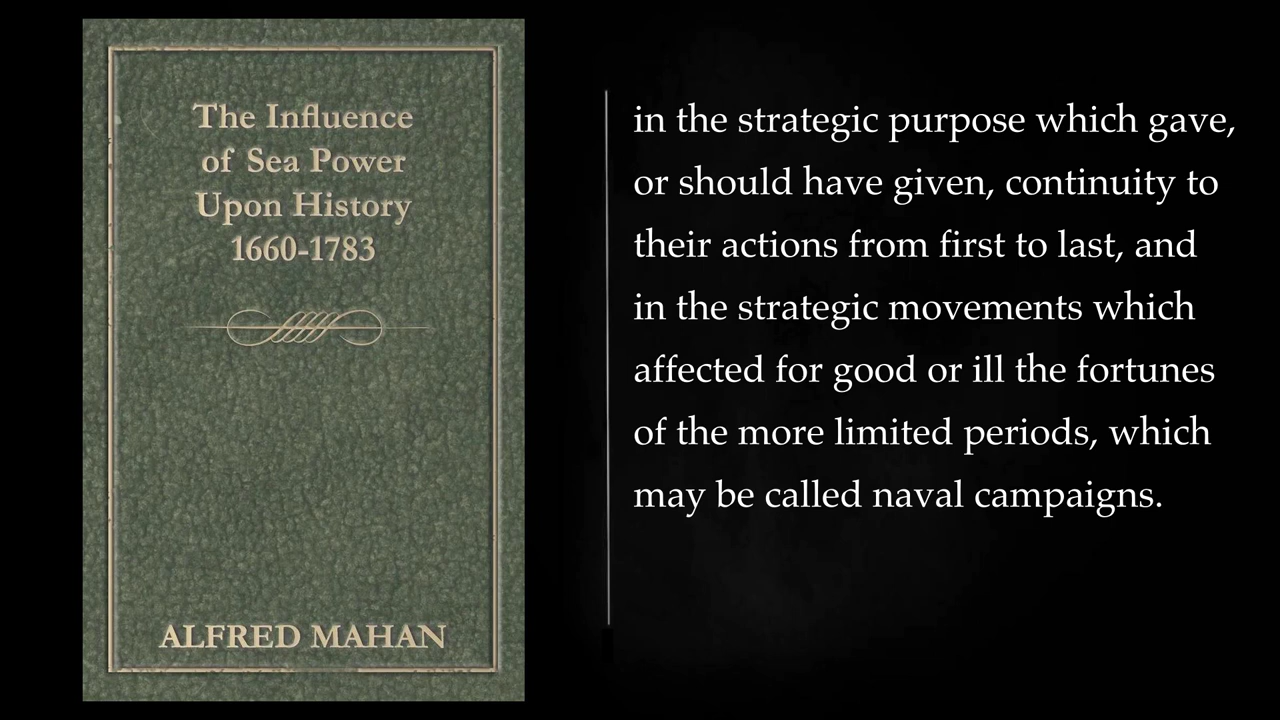 The Influence
of Sea Power
Upon History
1660-1783
ALFRED MAHAN
in the strategic purpose which gave,
or should have given, continuity to
their actions from first to last, and
in the strategic movements which
affected for good or ill the fortunes
of the more limited periods, which
may be called naval campaigns.